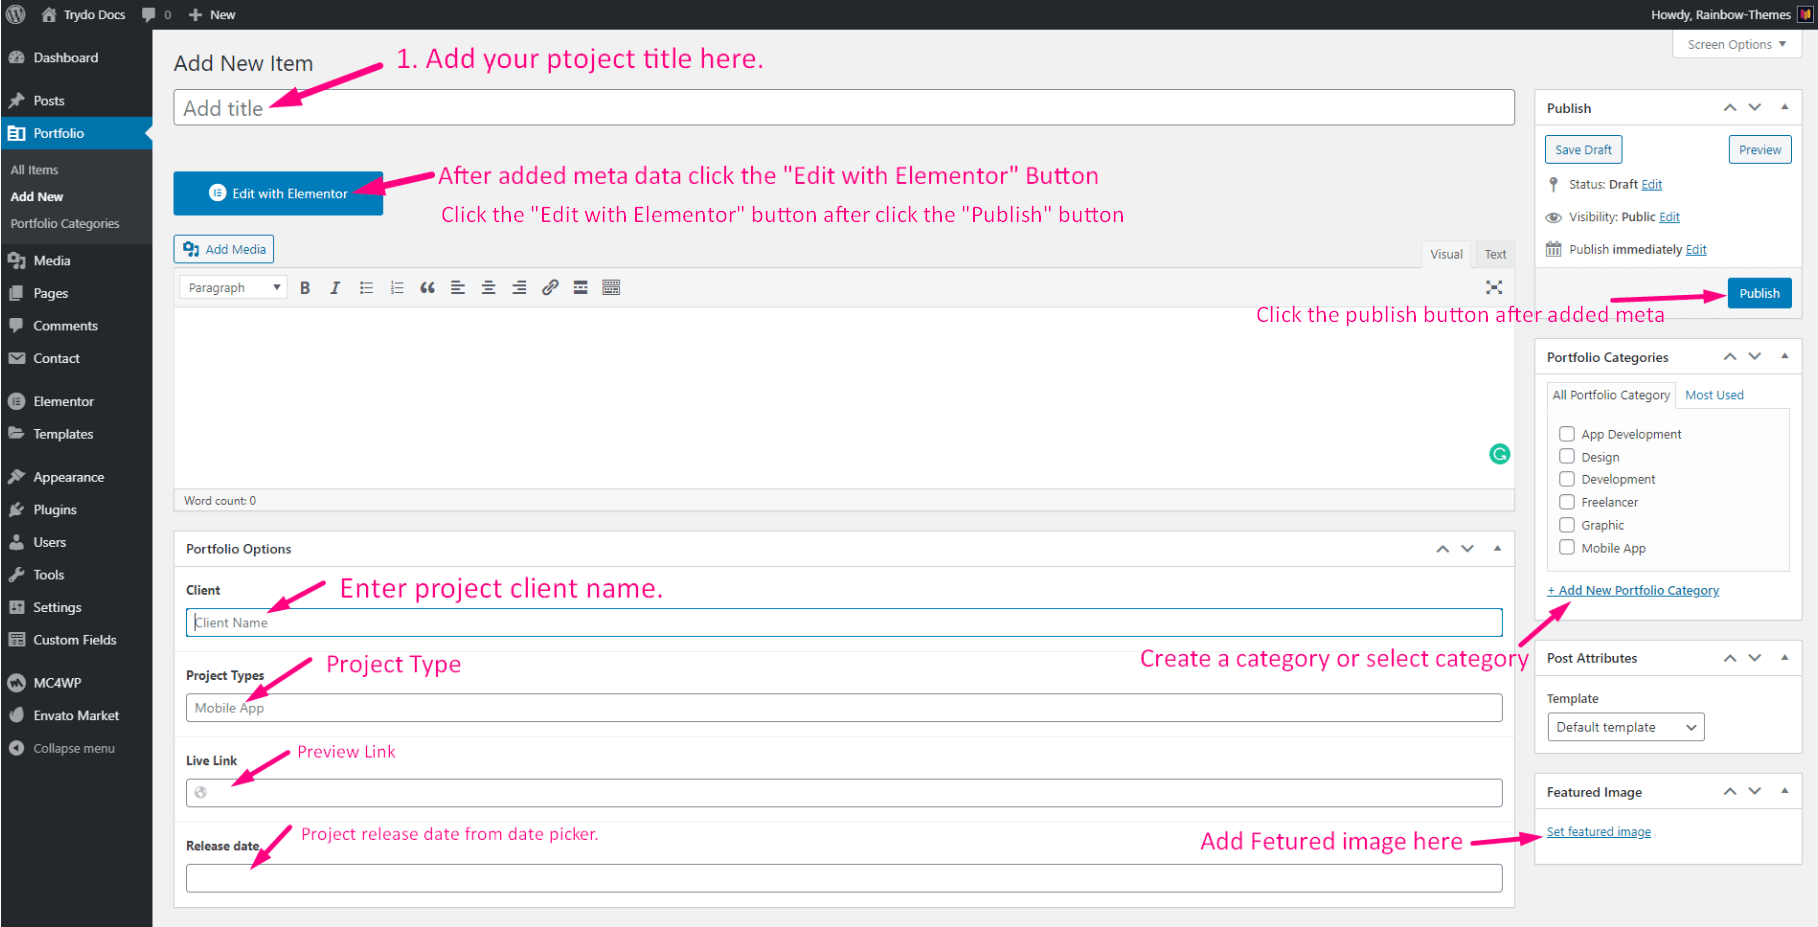 Trydo Docs 0 New Howdy, Rainbow-Themes
Screen Options
Dashboard
Posts
Portfolio
All Items
Add New
Portfolio Categories
Media
Pages
Comments
Contact
Elementor
Templates
Appearance
Plugins
Users
Tools
Settings
Custom Fields
MC4WP
Envato Market
Collapse menu
Add New Item
1. Add your ptoject title here.
Add title
Edit with Elementor
After added meta data click the "Edit with Elementor" Button
Click the "Edit with Elementor" button after click the "Publish" button
Add Media
Visual Text
Paragraph
Word count: 0
Portfolio Options
Client
Enter project client name.
Client Name
Project Types
Project Type
Mobile App
Live Link
Preview Link
Release date
Project release date from date picker.
Publish
Save Draft Preview
Status: Draft Edit
Visibility: Public Edit
Publish immediately Edit
Publish
Click the publish button after added meta
Portfolio Categories
All Portfolio Category Most Used
App Development
Design
Development
Freelancer
Graphic
Mobile App
+ Add New Portfolio Category
Create a category or select category
Post Attributes
Template
Default template
Featured Image
Set featured image
Add Fetured image here